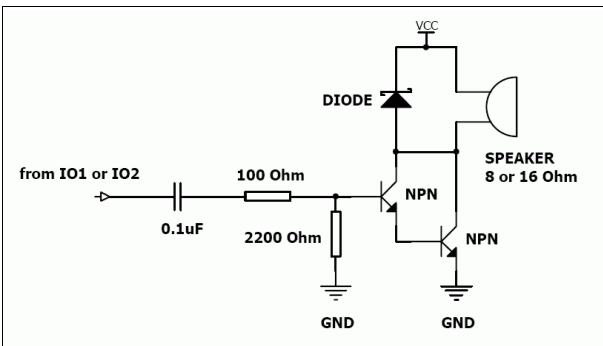 VCC
DIODE
SPEAKER
8 or 16 Ohm
from IO1 or IO2
100 Ohm
NPN
0.1uF
2200 Ohm
NPN
GND
GND